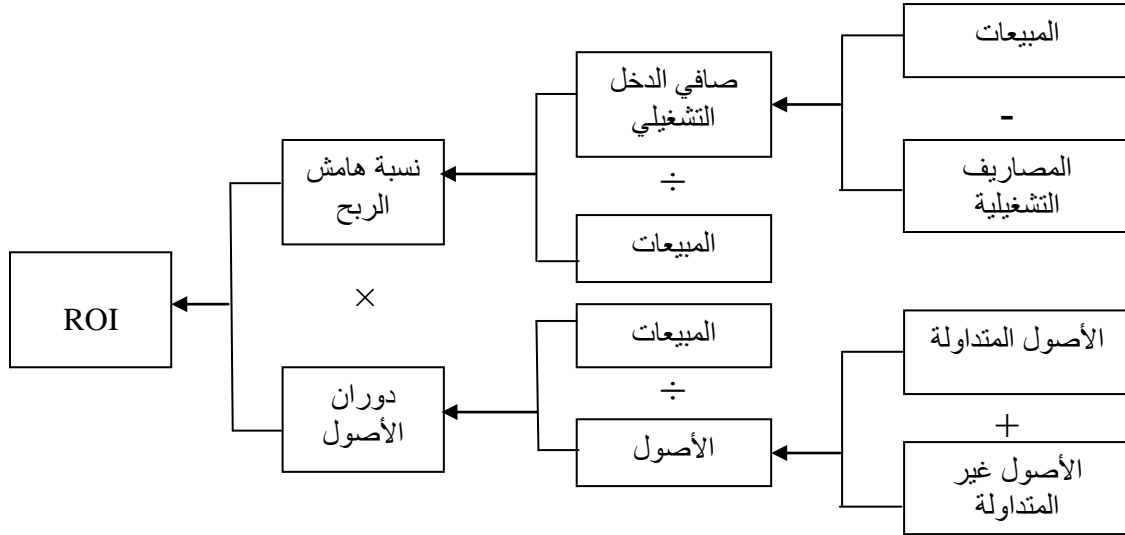 المبيعات
-
المصاريف
التشغيلية
صافي الدخل
التشغيلي
÷
المبيعات
نسبة هامش
الربح
×
ROI
المبيعات
÷
الأصول
دوران
الأصول
الأصول المتداولة
+
الأصول غير
المتداولة